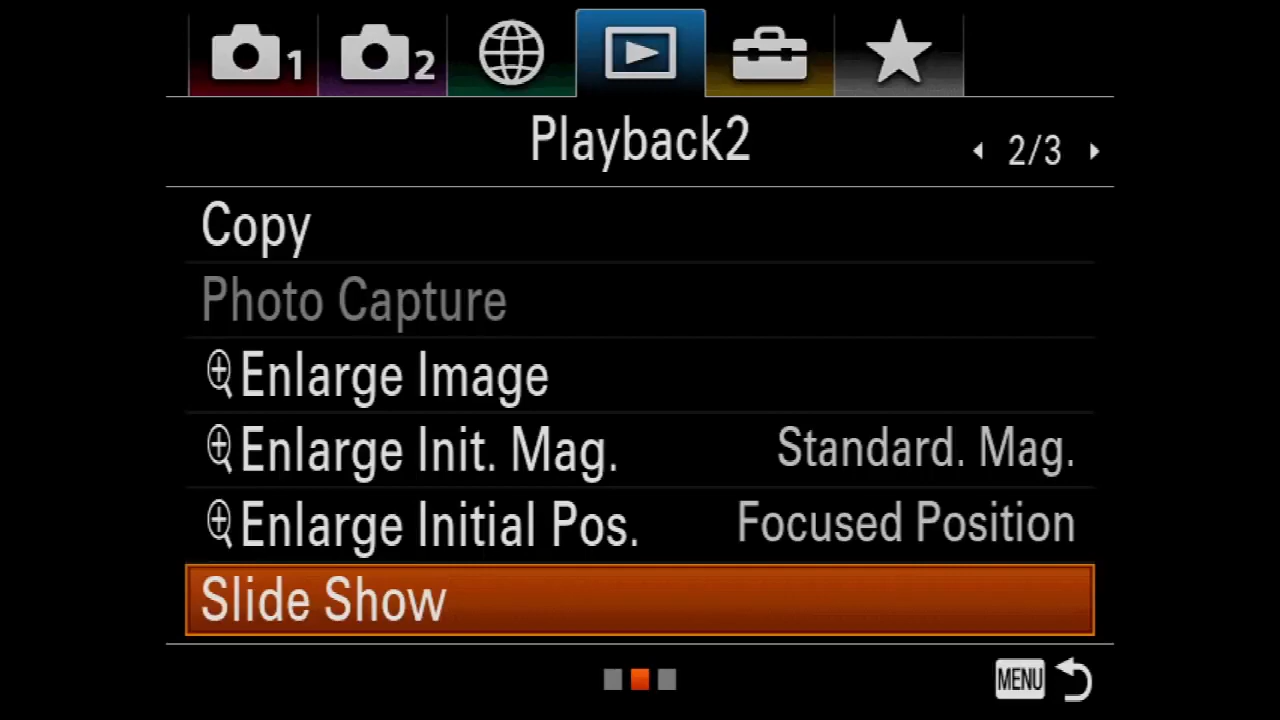 1 2
Playback2
2/3
Copy
Photo Capture
Enlarge Image
Enlarge Init. Mag. Standard. Mag.
Enlarge Initial Pos. Focused Position
Slide Show
MENU